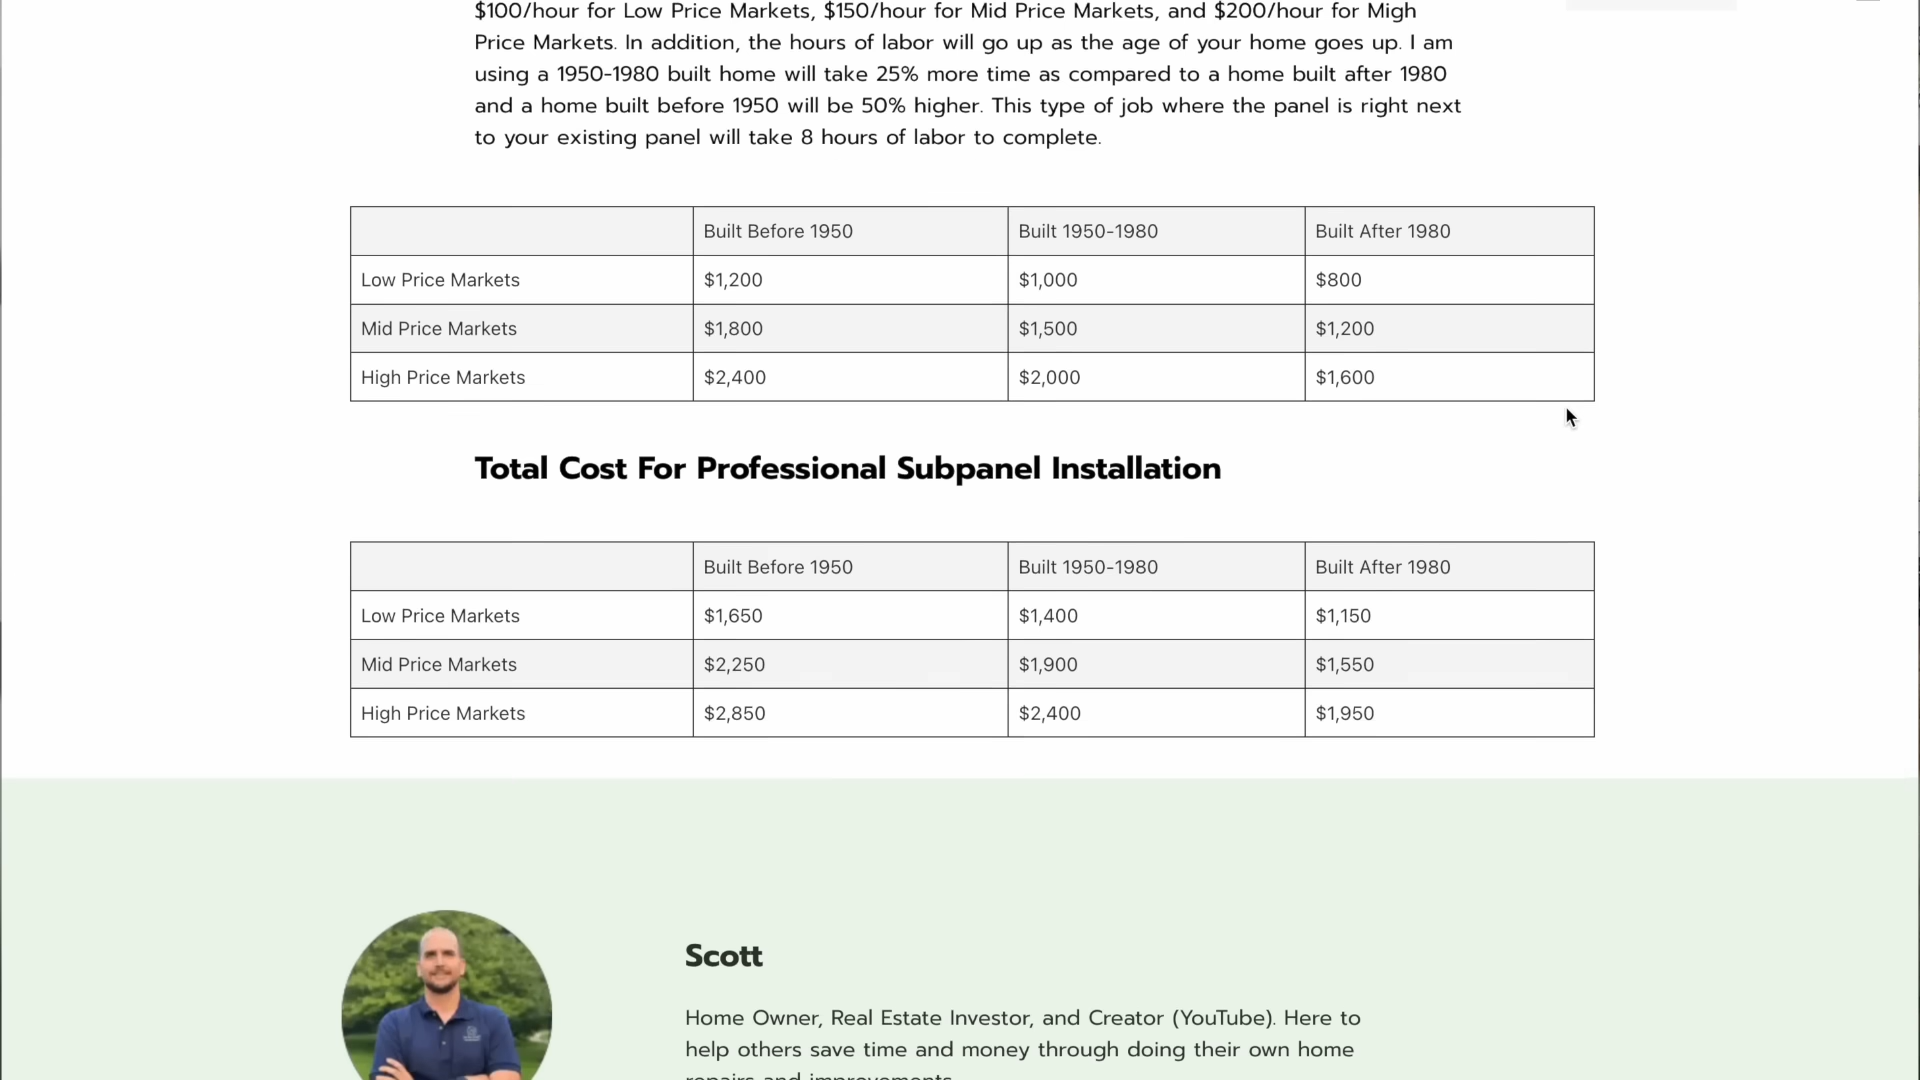 $100/hour for Low Price Markets, $150/hour for Mid Price Markets, and $200/hour for Migh
Price Markets. In addition, the hours of labor will go up as the age of your home goes up. I am
using a 1950-1980 built home will take 25% more time as compared to a home built after 1980
and a home built before 1950 will be 50% higher. This type of job where the panel is right next
to your existing panel will take 8 hours of labor to complete.
Built Before 1950 Built 1950-1980 Built After 1980
Low Price Markets $1,200 $1,000 $800
Mid Price Markets $1,800 $1,500 $1,200
High Price Markets $2,400 $2,000 $1,600
Total Cost For Professional Subpanel Installation
Built Before 1950 Built 1950-1980 Built After 1980
Low Price Markets $1,650 $1,400 $1,150
Mid Price Markets $2,250 $1,900 $1,550
High Price Markets $2,850 $2,400 $1,950
Scott
Home Owner, Real Estate Investor, and Creator (YouTube). Here to
help others save time and money through doing their own home
repairs and improvements